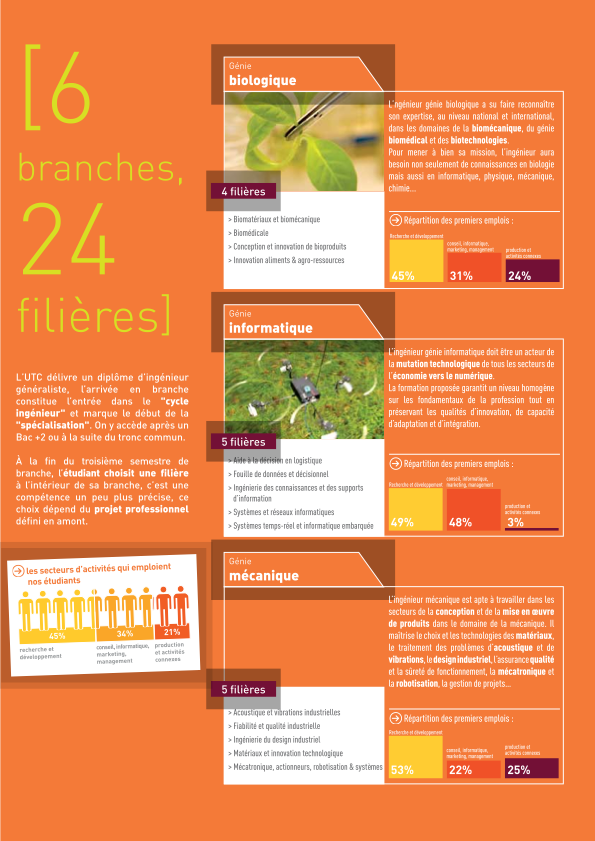 [6
branches,
24
filières]
L'UTC délivre un diplôme d'ingénieur
généraliste, l'arrivée en branche
constitue l'entrée dans le "cycle
ingénieur" et marque le début de la
"spécialisation". On y accède après un
Bac +2 ou à la suite du tronc commun.
À la fin du troisième semestre de
branche, l'étudiant choisit une filière
à l'intérieur de sa branche, c'est une
compétence un peu plus précise, ce
choix dépend du projet professionnel
défini en amont.
les secteurs d'activités qui emploient
nos étudiants
45%
34%
21%
recherche et
développement
conseil, informatique,
marketing,
management
production
et activités
connexes
Génie
biologique
4 filières
> Biomatériaux et biomécanique
> Biomédicale
> Conception et innovation de bioproduits
> Innovation aliments & agro-ressources
L'ingénieur génie biologique a su faire reconnaître
son expertise, au niveau national et international,
dans les domaines de la biomécanique, du génie
biomédical et des biotechnologies.
Pour mener à bien sa mission, l'ingénieur aura
besoin non seulement de connaissances en biologie
mais aussi en informatique, physique, mécanique,
chimie...
Répartition des premiers emplois :
Recherche et développement
conseil, informatique,
marketing, management
production et
activités connexes
45%
31%
24%
Génie
informatique
5 filières
> Aide à la décision en logistique
> Fouille de données et décisionnel
> Ingénierie des connaissances et des supports
d'information
> Systèmes et réseaux informatiques
> Systèmes temps-réel et informatique embarquée
L'ingénieur génie informatique doit être un acteur de
la mutation technologique de tous les secteurs de
l'économie vers le numérique.
La formation proposée garantit un niveau homogène
sur les fondamentaux de la profession tout en
préservant les qualités d'innovation, de capacité
d'adaptation et d'intégration.
Répartition des premiers emplois :
Recherche et développement
conseil, informatique,
marketing, management
production et
activités connexes
49%
48%
3%
Génie
mécanique
5 filières
> Acoustique et vibrations industrielles
> Fiabilité et qualité industrielle
> Ingénierie du design industriel
> Matériaux et innovation technologique
> Mécatronique, actionneurs, robotisation & systèmes
L'ingénieur mécanique est apte à travailler dans les
secteurs de la conception et de la mise en œuvre
de produits dans le domaine de la mécanique. Il
maîtrise le choix et les technologies des matériaux,
le traitement des problèmes d'acoustique et de
vibrations, le design industriel, l'assurance qualité
et la sûreté de fonctionnement, la mécatronique et
la robotisation, la gestion de projets...
Répartition des premiers emplois :
Recherche et développement
conseil, informatique,
marketing, management
production et
activités connexes
53%
22%
25%